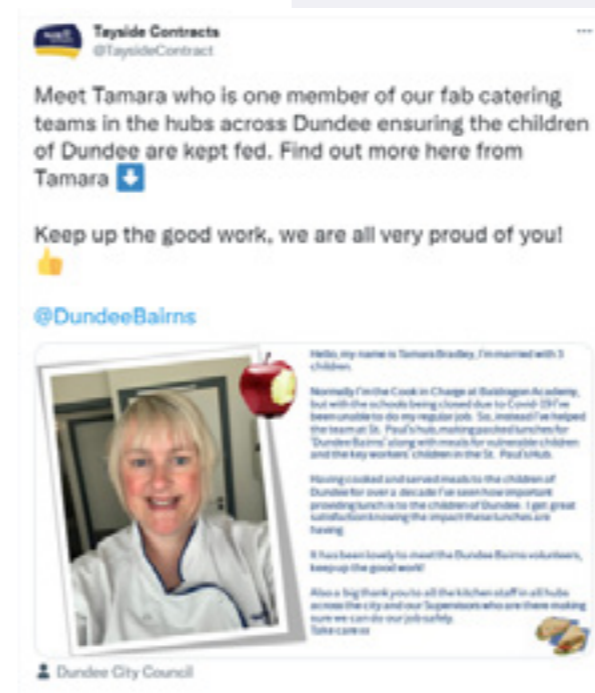 Tayside Contracts
@TaysideContract
Meet Tamara who is one member of our fab catering
teams in the hubs across Dundee ensuring the children
of Dundee are kept fed. Find out more here from
Tamara
Keep up the good work, we are all very proud of you!
@DundeeBairns
Hello, my name is Tamara Bradley, I'm married with 3
children.
Normally I'm the Cook in Charge at Baldragon Academy,
but with the schools being closed due to Covid-19 I've
been unable to do my regular job. So, instead I've helped
the team at St. Paul's hub, making packed lunches for
'Dundee Bairns' along with meals for vulnerable children
and the key workers' children in the St. Paul's Hub.
Having cooked and served meals to the children of
Dundee for over a decade I've seen how important
providing lunch is to the children of Dundee. I get great
satisfaction knowing the impact these lunches are
having.
It has been lovely to meet the Dundee Bairns volunteers,
keep up the good work!
Also a big thank you to all the kitchen staff in all hubs
across the city and our Supervisors who are there making
sure we can do our job safely.
Take care xx
Dundee City Council